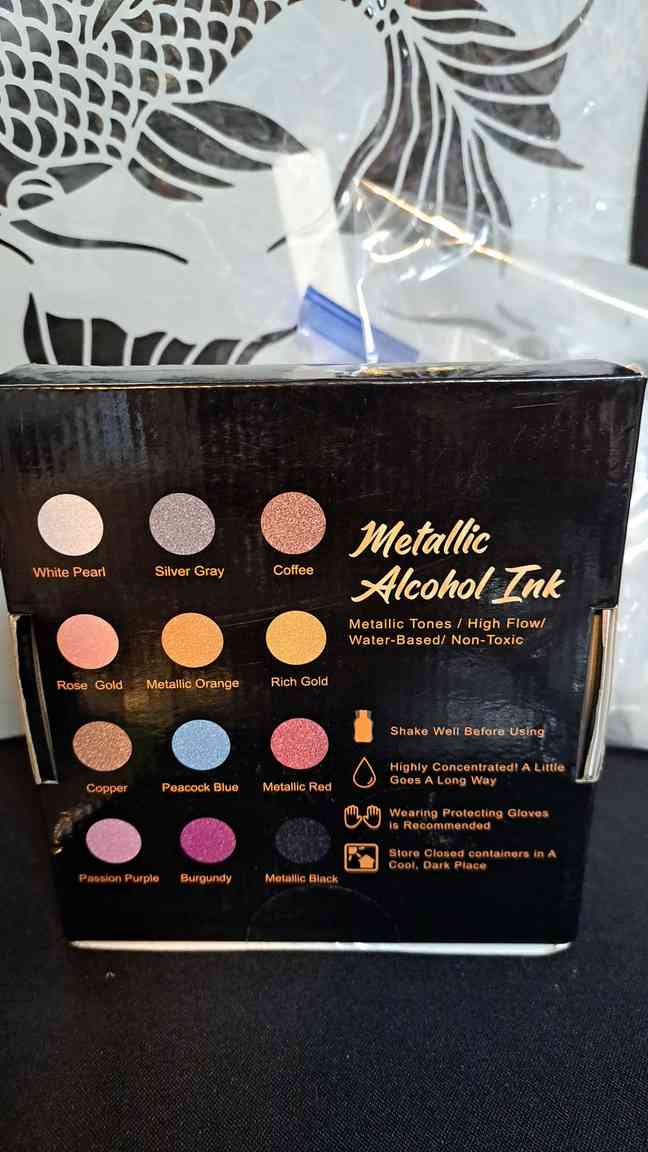 White Pearl
Silver Gray
Coffee
Metallic
Alcohol Ink
Metallic Tones / High Flow/
Water-Based/ Non-Toxic
Rose Gold
Metallic Orange
Rich Gold
Copper
Peacock Blue
Metallic Red
Passion Purple
Burgundy
Metallic Black
Shake Well Before Using
Highly Concentrated! A Little
Goes A Long Way
Wearing Protecting Gloves
is Recommended
Store Closed containers in A
Cool, Dark Place